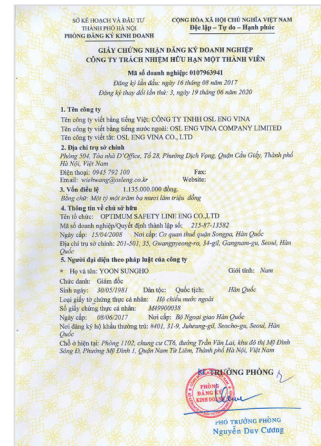 SỞ KẾ HOẠCH VÀ ĐẦU TƯ
THÀNH PHỐ HÀ NỘI
PHÒNG ĐĂNG KÝ KINH DOANH
CỘNG HÒA XÃ HỘI CHỦ NGHĨA VIỆT NAM
Độc lập – Tự do – Hạnh phúc
GIẤY CHỨNG NHẬN ĐĂNG KÝ DOANH NGHIỆP
CÔNG TY TRÁCH NHIỆM HỮU HẠN MỘT THÀNH VIÊN
Mã số doanh nghiệp: 0107963941
Đăng ký lần đầu: ngày 16 tháng 08 năm 2017
Đăng ký thay đổi lần thứ: 3, ngày 19 tháng 06 năm 2020
1. Tên công ty
Tên công ty viết bằng tiếng Việt: CÔNG TY TNHH OSL ENG VINA
Tên công ty viết bằng tiếng nước ngoài: OSL ENG VINA COMPANY LIMITED
Tên công ty viết tắt: OSL ENG VINA CO., LTD
2. Địa chỉ trụ sở chính
Phòng 504, Tòa nhà D'Office, Tổ 28, Phường Dịch Vọng, Quận Cầu Giấy, Thành phố
Hà Nội, Việt Nam
Điện thoại: 0945 792 100 Fax:
Email: wiehwang@osleng.co.kr Website:
3. Vốn điều lệ 1.135.000.000 đồng.
Bằng chữ: Một tỷ một trăm ba mươi lăm triệu đồng
4. Thông tin về chủ sở hữu
Tên tổ chức: OPTIMUM SAFETY LINE ENG CO.,LTD
Mã số doanh nghiệp/Quyết định thành lập số: 215-87-13582
Ngày cấp: 15/04/2008 Nơi cấp: Cơ quan thuế quận Songpa, Hàn Quốc
Địa chỉ trụ sở chính: 201-501, 35, Gwangpyeong-ro, 34-gil, Gangnam-gu, Seoul, Hàn
Quốc
5. Người đại diện theo pháp luật của công ty
* Họ và tên: YOON SUNGHO Giới tính: Nam
Chức danh: Giám đốc
Sinh ngày: 30/05/1981 Dân tộc: Quốc tịch: Hàn Quốc
Loại giấy tờ chứng thực cá nhân: Hộ chiếu nước ngoài
Số giấy chứng thực cá nhân: M49900038
Ngày cấp: 08/06/2017 Nơi cấp: Bộ Ngoại giao Hàn Quốc
Nơi đăng ký hộ khẩu thường trú: #401, 31-9, Juheung-gil, Seocho-gu, Seoul, Hàn
Quốc
Chỗ ở hiện tại: Phòng 1102, chung cư CT6, đường Trần Văn Lai, khu đô thị Mỹ Đình
Sông Đ, Phường Mỹ Đình 1, Quận Nam Từ Liêm, Thành phố Hà Nội, Việt Nam
TRƯỞNG PHÒNG
PHÒNG
ĐĂNG KÝ
KINH DOANH
PHÓ TRƯỞNG PHÒNG
Nguyễn Duy Cương